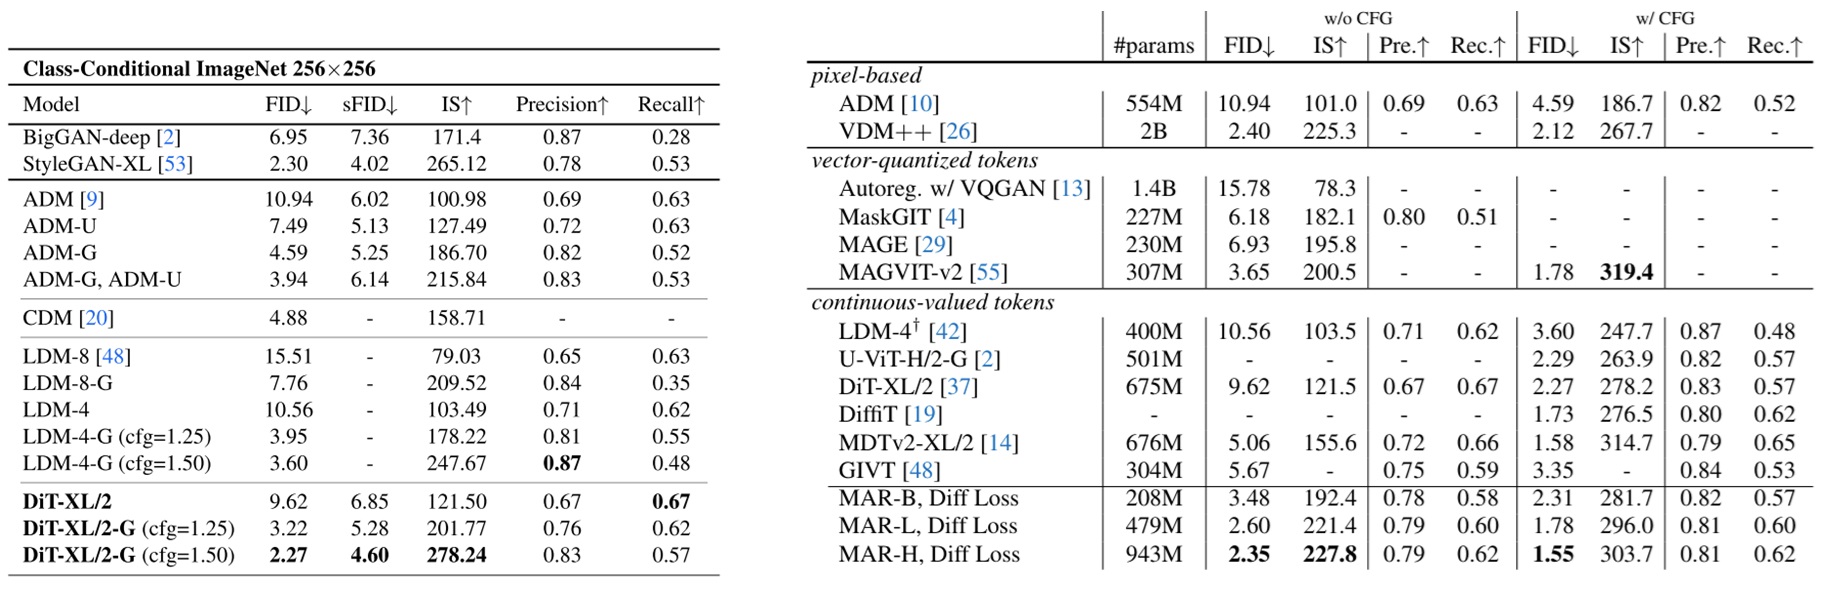 Class-Conditional ImageNet 256×256
Model FID↓ sFID↓ IS↑ Precision↑ Recall↑
BigGAN-deep [2] 6.95 7.36 171.4 0.87 0.28
StyleGAN-XL [53] 2.30 4.02 265.12 0.78 0.53
ADM [9] 10.94 6.02 100.98 0.69 0.63
ADM-U 7.49 5.13 127.49 0.72 0.63
ADM-G 4.59 5.25 186.70 0.82 0.52
ADM-G, ADM-U 3.94 6.14 215.84 0.83 0.53
CDM [20] 4.88 - 158.71 - -
LDM-8 [48] 15.51 - 79.03 0.65 0.63
LDM-8-G 7.76 - 209.52 0.84 0.35
LDM-4 10.56 - 103.49 0.71 0.62
LDM-4-G (cfg=1.25) 3.95 - 178.22 0.81 0.55
LDM-4-G (cfg=1.50) 3.60 - 247.67 0.87 0.48
DiT-XL/2 9.62 6.85 121.50 0.67 0.67
DiT-XL/2-G (cfg=1.25) 3.22 5.28 201.77 0.76 0.62
DiT-XL/2-G (cfg=1.50) 2.27 4.60 278.24 0.83 0.57
w/o CFG w/ CFG
#params FID↓ IS↑ Pre.↑ Rec.↑ FID↓ IS↑ Pre.↑ Rec.↑
pixel-based
ADM [10] 554M 10.94 101.0 0.69 0.63 4.59 186.7 0.82 0.52
VDM++ [26] 2B 2.40 225.3 - - 2.12 267.7 - -
vector-quantized tokens
Autoreg. w/ VQGAN [13] 1.4B 15.78 78.3 - - - - - -
MaskGIT [4] 227M 6.18 182.1 0.80 0.51 - - - -
MAGE [29] 230M 6.93 195.8 - - - - - -
MAGVIT-v2 [55] 307M 3.65 200.5 - - 1.78 319.4 - -
continuous-valued tokens
LDM-4† [42] 400M 10.56 103.5 0.71 0.62 3.60 247.7 0.87 0.48
U-ViT-H/2-G [2] 501M - - - - 2.29 263.9 0.82 0.57
DiT-XL/2 [37] 675M 9.62 121.5 0.67 0.67 2.27 278.2 0.83 0.57
DiffiT [19] - - - - - 1.73 276.5 0.80 0.62
MDTv2-XL/2 [14] 676M 5.06 155.6 0.72 0.66 1.58 314.7 0.79 0.65
GIVT [48] 304M 5.67 - 0.75 0.59 3.35 - 0.84 0.53
MAR-B, Diff Loss 208M 3.48 192.4 0.78 0.58 2.31 281.7 0.82 0.57
MAR-L, Diff Loss 479M 2.60 221.4 0.79 0.60 1.78 296.0 0.81 0.60
MAR-H, Diff Loss 943M 2.35 227.8 0.79 0.62 1.55 303.7 0.81 0.62